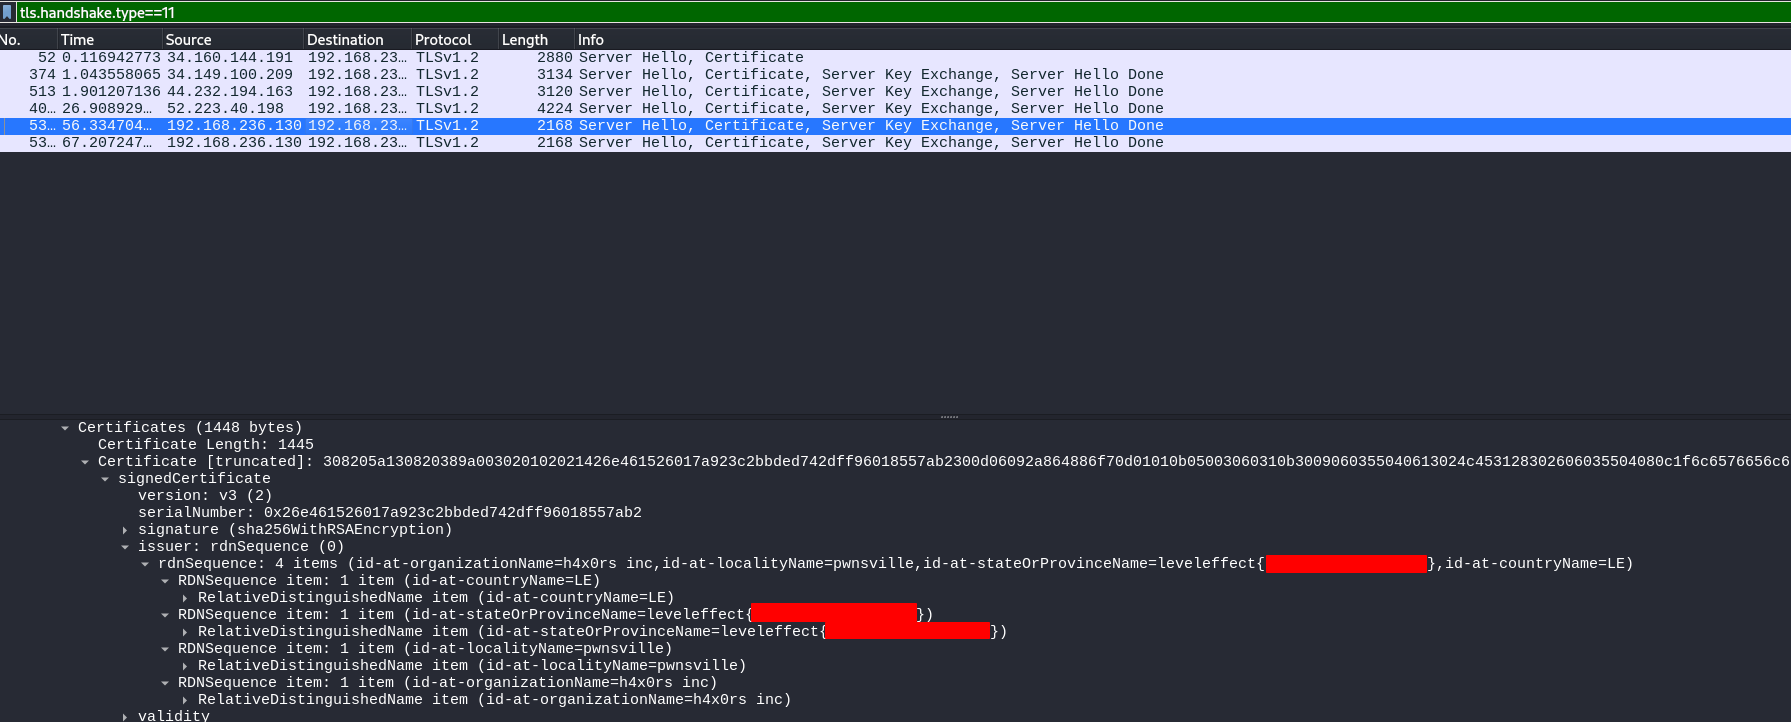 tls.handshake.type==11
No. Time Source Destination Protocol Length Info
52 0.116942773 34.160.144.191 192.168.23… TLSv1.2 2880 Server Hello, Certificate
374 1.043558065 34.149.100.209 192.168.23… TLSv1.2 3134 Server Hello, Certificate, Server Key Exchange, Server Hello Done
513 1.901207136 44.232.194.163 192.168.23… TLSv1.2 3120 Server Hello, Certificate, Server Key Exchange, Server Hello Done
40… 26.908929… 52.223.40.198 192.168.23… TLSv1.2 4224 Server Hello, Certificate, Server Key Exchange, Server Hello Done
53… 56.334704… 192.168.236.130 192.168.23… TLSv1.2 2168 Server Hello, Certificate, Server Key Exchange, Server Hello Done
53… 67.207247… 192.168.236.130 192.168.23… TLSv1.2 2168 Server Hello, Certificate, Server Key Exchange, Server Hello Done
Certificates (1448 bytes)
Certificate Length: 1445
Certificate [truncated]: 308205a130820389a003020102021426e461526017a923c2bbded742dff96018557ab2300d06092a864886f70d01010b05003060310b3009060355040613024c453128302606035504080c1f6c6576656c6
signedCertificate
version: v3 (2)
serialNumber: 0x26e461526017a923c2bbded742dff96018557ab2
signature (sha256WithRSAEncryption)
issuer: rdnSequence (0)
rdnSequence: 4 items (id-at-organizationName=h4x0rs inc,id-at-localityName=pwnsville,id-at-stateOrProvinceName=leveleffect{ },id-at-countryName=LE)
RDNSequence item: 1 item (id-at-countryName=LE)
RelativeDistinguishedName item (id-at-countryName=LE)
RDNSequence item: 1 item (id-at-stateOrProvinceName=leveleffect{ })
RelativeDistinguishedName item (id-at-stateOrProvinceName=leveleffect{ })
RDNSequence item: 1 item (id-at-localityName=pwnsville)
RelativeDistinguishedName item (id-at-localityName=pwnsville)
RDNSequence item: 1 item (id-at-organizationName=h4x0rs inc)
RelativeDistinguishedName item (id-at-organizationName=h4x0rs inc)
validity